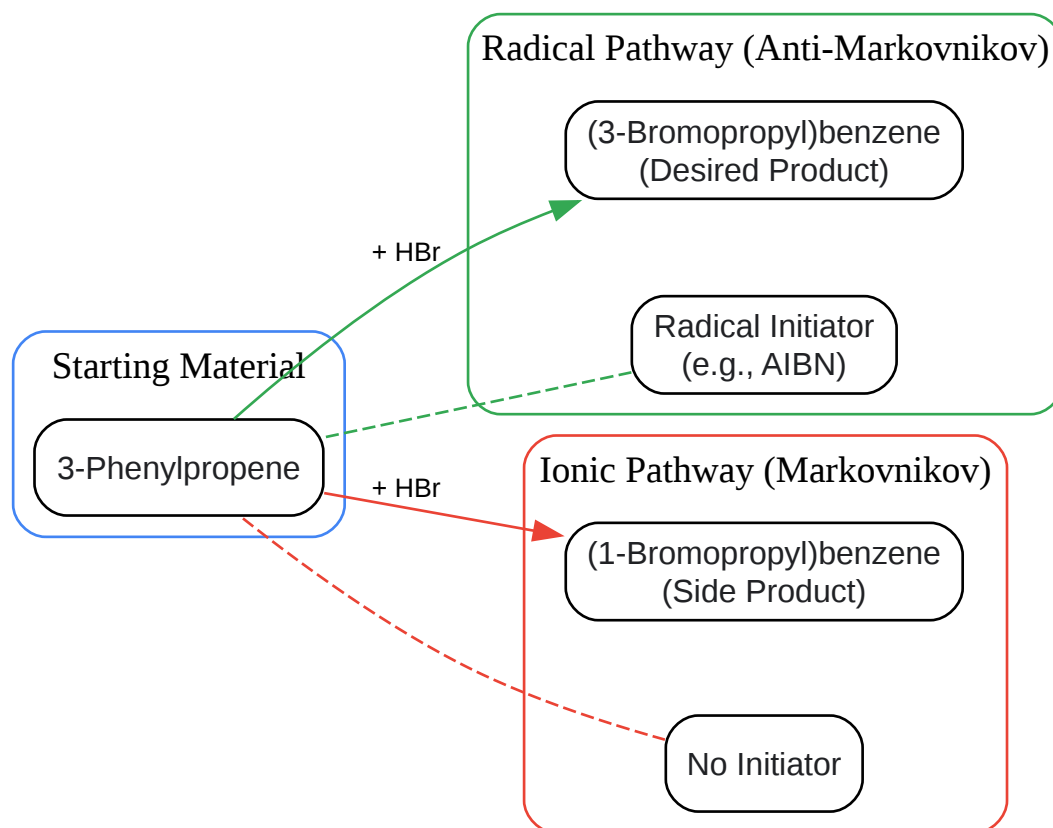 Radical Pathway (Anti-Markovnikov)
(3-Bromopropyl)benzene
(Desired Product)
+ HBr
Radical Initiator
(e.g., AIBN)
Starting Material
3-Phenylpropene
Ionic Pathway (Markovnikov)
+ HBr
(1-Bromopropyl)benzene
(Side Product)
No Initiator